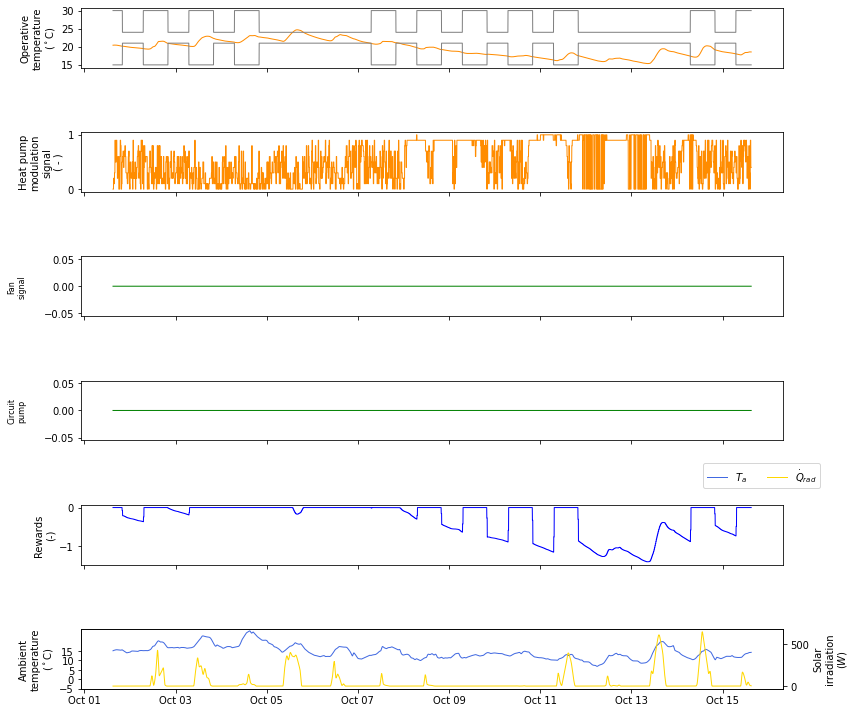 Operative
temperature
(°C)
30
25
20
15
Heat pump
modulation
signal
( - )
1
0
Fan
signal
0.05
0.00
−0.05
Circuit
pump
0.05
0.00
−0.05
T_a Q̇_rad
Rewards
(-)
0
−1
Ambient
temperature
(°C)
15
10
5
0
−5
500
0
Solar
irradiation
(W)
Oct 01 Oct 03 Oct 05 Oct 07 Oct 09 Oct 11 Oct 13 Oct 15